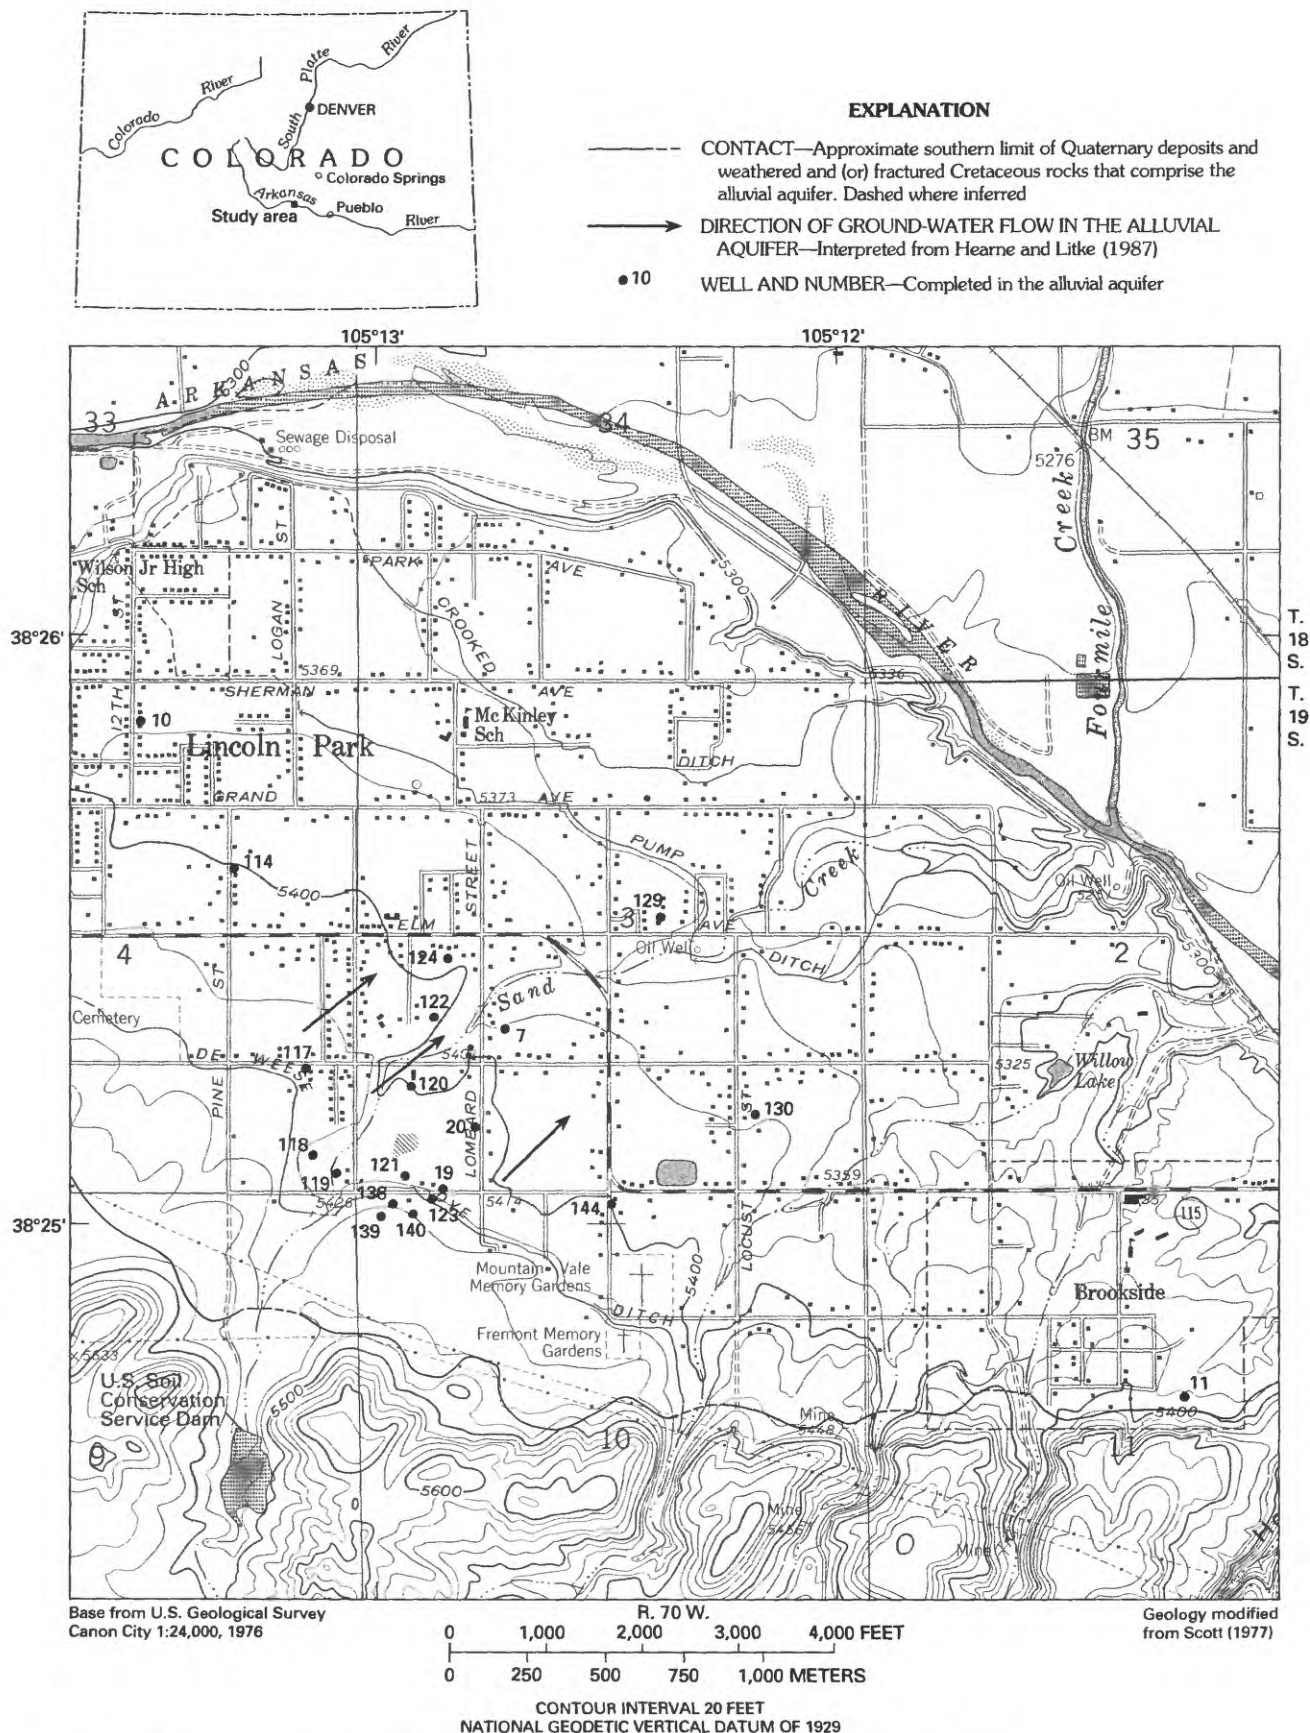 Colorado
River
South
Platte
River
DENVER
COLORADO
Colorado Springs
Arkansas
Pueblo
River
Study area
EXPLANATION
CONTACT—Approximate southern limit of Quaternary deposits and
weathered and (or) fractured Cretaceous rocks that comprise the
alluvial aquifer. Dashed where inferred
DIRECTION OF GROUND-WATER FLOW IN THE ALLUVIAL
AQUIFER—Interpreted from Hearne and Litke (1987)
10 WELL AND NUMBER—Completed in the alluvial aquifer
105°13' 105°12'
ARKANSAS
5300
33
34
35
Sewage Disposal
BM
5276
Creek
Fourmile
Wilson Jr High
Sch
ST
PARK
AVE
5300
RIVER
38°26'
T.
18
S.
T.
19
S.
12TH
ST
LOGAN
CROOKED
5369
SHERMAN
AVE
5336
10
Lincoln Park
Mc Kinley
Sch
DITCH
GRAND
5373
AVE
PUMP
Creek
114
5400
STREET
129
3
Oil Well
ELM
AVE
Oil Well
DITCH
5300
4
2
ST
124
Sand
Cemetery
122
7
DE WEESE
117
120
5325
Willow
Lake
PINE
LOMBARD
20
ST
130
118
119
121
19
5359
5414
138
123
139
140
144
LOCUST
38°25'
115
Mountain Vale
Memory Gardens
5400
DITCH
Brookside
Fremont Memory
Gardens
5633
U.S. Soil
Conservation
Service Dam
5500
11
5400
Mine
5448
9
10
11
5600
Mine
Mine
Base from U.S. Geological Survey
Canon City 1:24,000, 1976
R. 70 W.
Geology modified
from Scott (1977)
0 1,000 2,000 3,000 4,000 FEET
0 250 500 750 1,000 METERS
CONTOUR INTERVAL 20 FEET
NATIONAL GEODETIC VERTICAL DATUM OF 1929